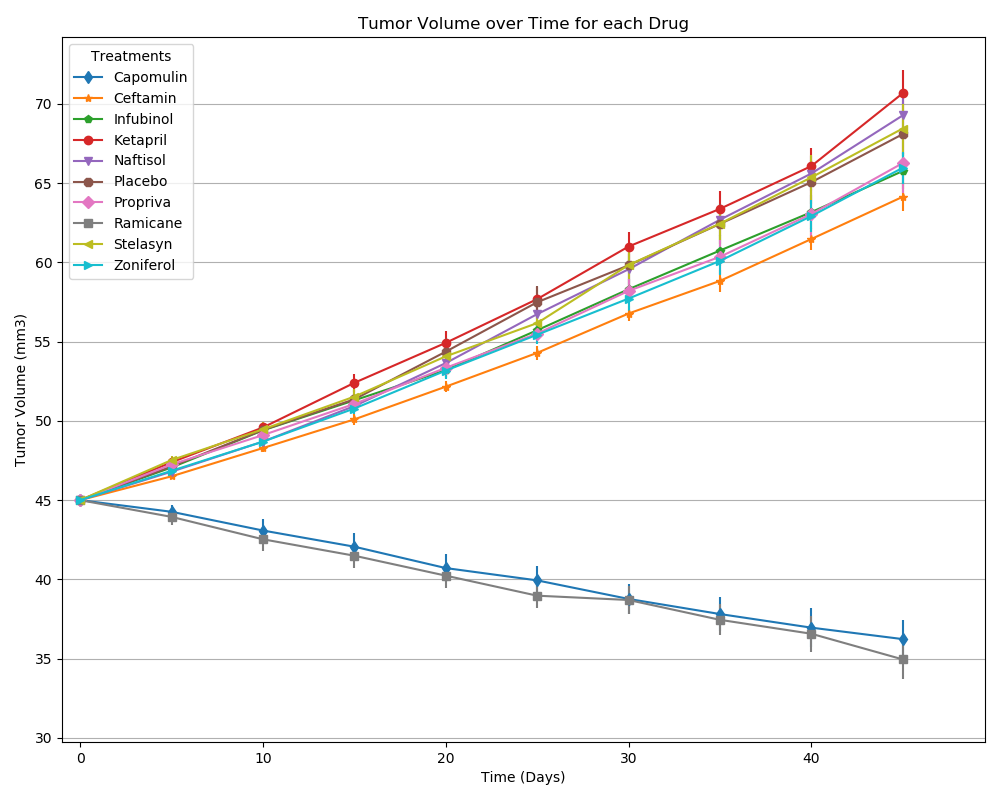 Tumor Volume over Time for each Drug
Treatments
Capomulin
Ceftamin
Infubinol
Ketapril
Naftisol
Placebo
Propriva
Ramicane
Stelasyn
Zoniferol
Tumor Volume (mm3)
70
65
60
55
50
45
40
35
30
0 10 20 30 40
Time (Days)